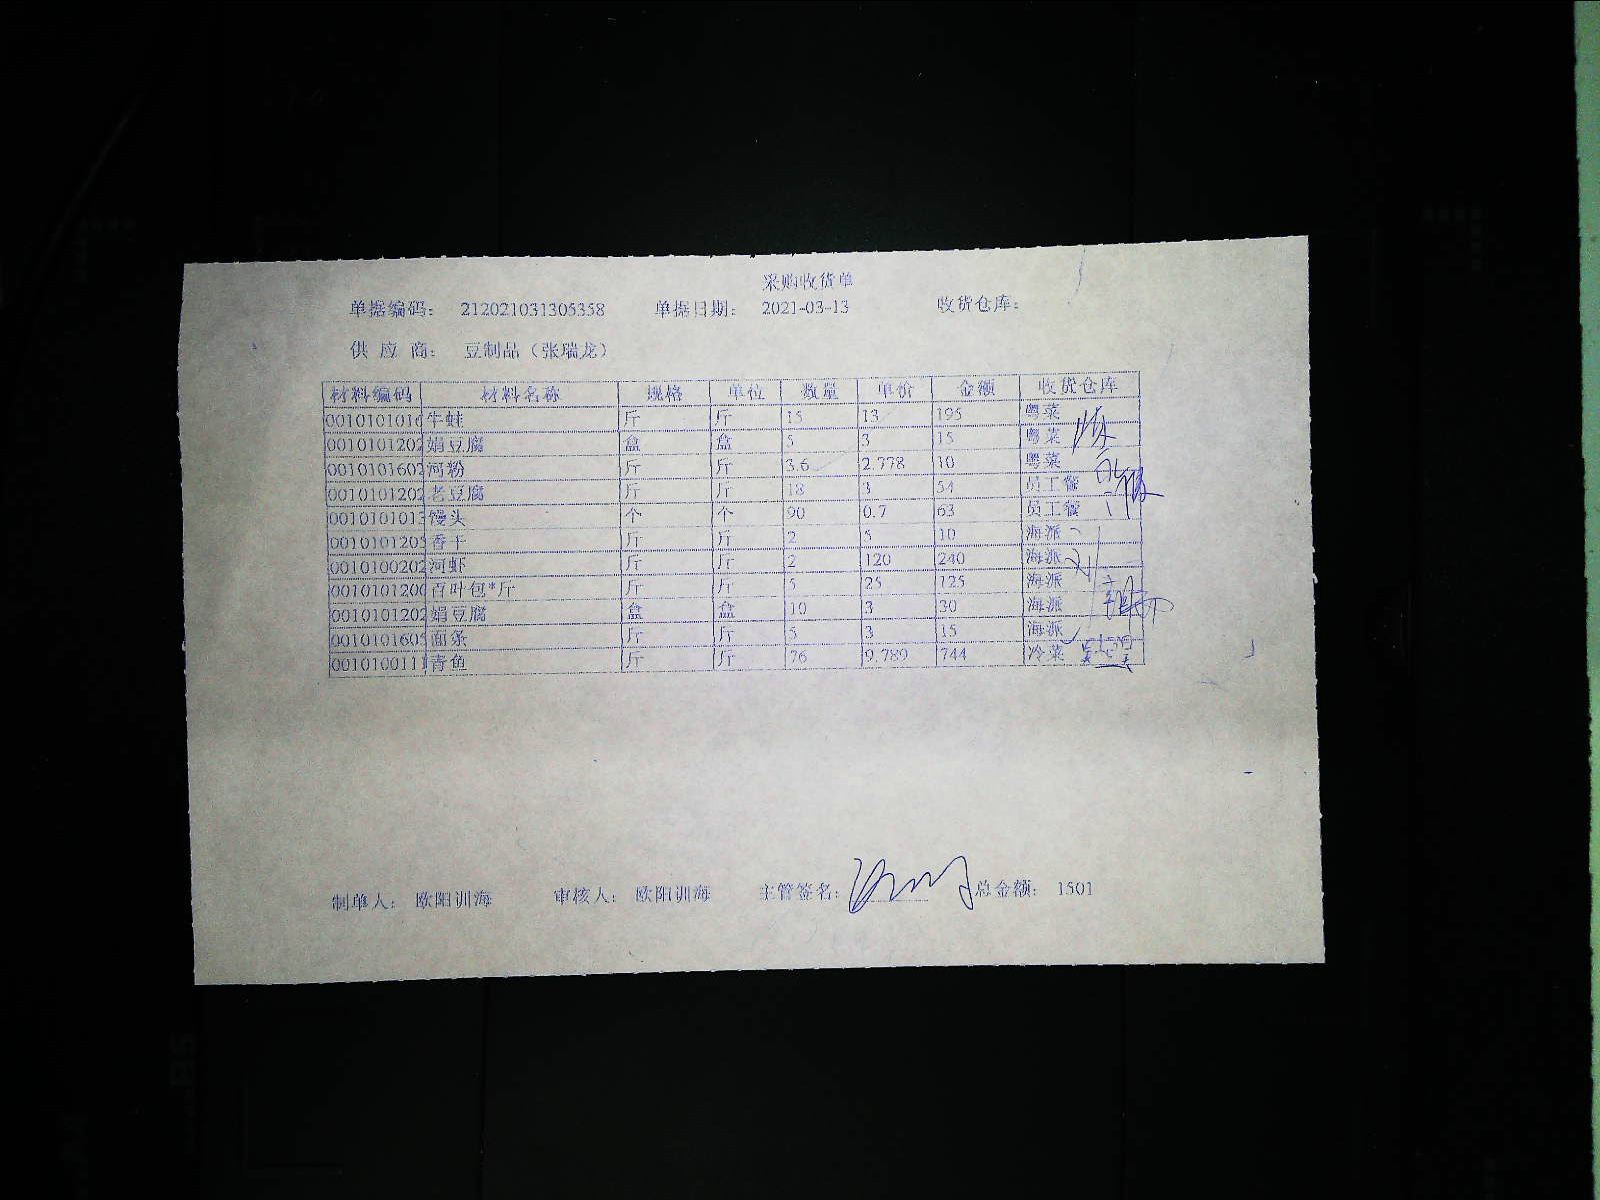 采购收货单
单据编码： 212021031305358 单据日期： 2021-03-13 收货仓库：
供 应 商： 豆制品（张瑞龙）
材料编码 材料名称 规格 单位 数量 单价 金额 收货仓库
0010101016 牛蛙 斤 斤 15 13 195 粤菜
0010101202 娟豆腐 盒 盒 5 3 15 粤菜
0010101602 河粉 斤 斤 3.6 2.778 10 粤菜
0010101202 老豆腐 斤 斤 18 3 54 员工餐
0010101013 馒头 个 个 90 0.7 63 员工餐
0010101203 香干 斤 斤 2 5 10 海派
0010100202 河虾 斤 斤 2 120 240 海派
0010101200 百叶包*斤 斤 斤 5 25 125 海派
0010101202 娟豆腐 盒 盒 10 3 30 海派
0010101605 面条 斤 斤 5 3 15 海派
0010100111 青鱼 斤 斤 76 9.789 744 冷菜
制单人： 欧阳训海 审核人： 欧阳训海 主管签名： 总金额： 1501